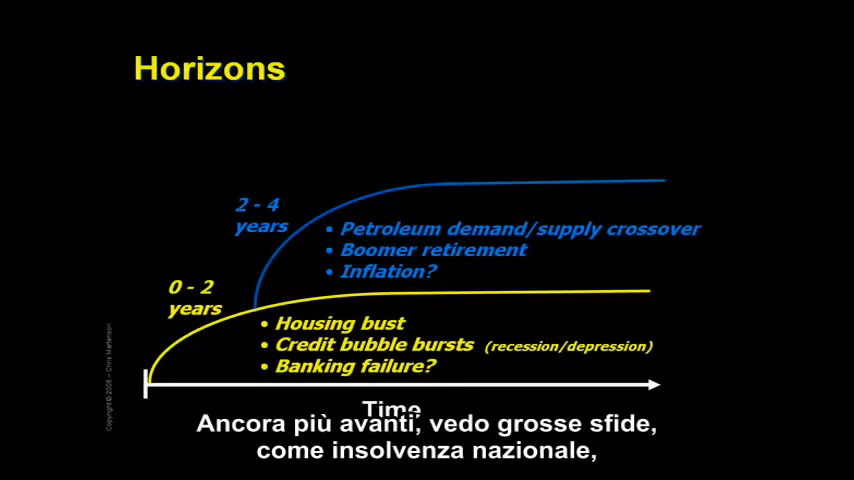 Horizons
2 - 4
years
• Petroleum demand/supply crossover
• Boomer retirement
• Inflation?
0 - 2
years
• Housing bust
• Credit bubble bursts (recession/depression)
• Banking failure?
Time
Ancora più avanti, vedo grosse sfide,
come insolvenza nazionale,
Copyright © 2008 – Chris Martenson